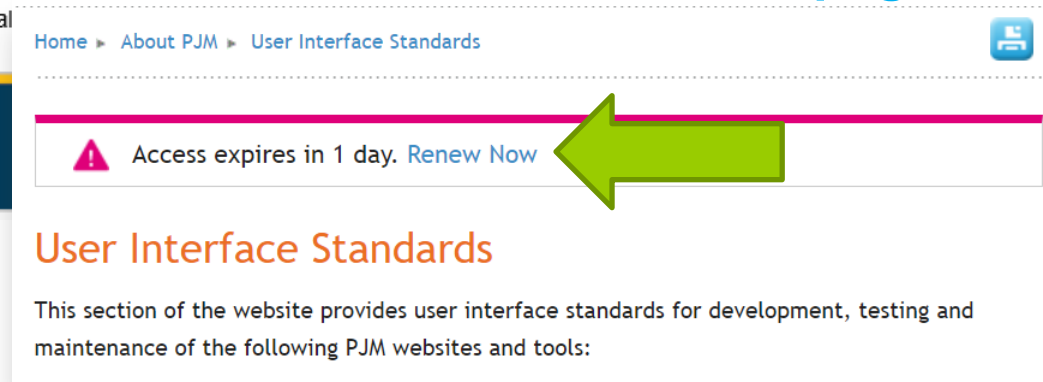 Home ▸ About PJM ▸ User Interface Standards
Access expires in 1 day. Renew Now
User Interface Standards
This section of the website provides user interface standards for development, testing and
maintenance of the following PJM websites and tools: